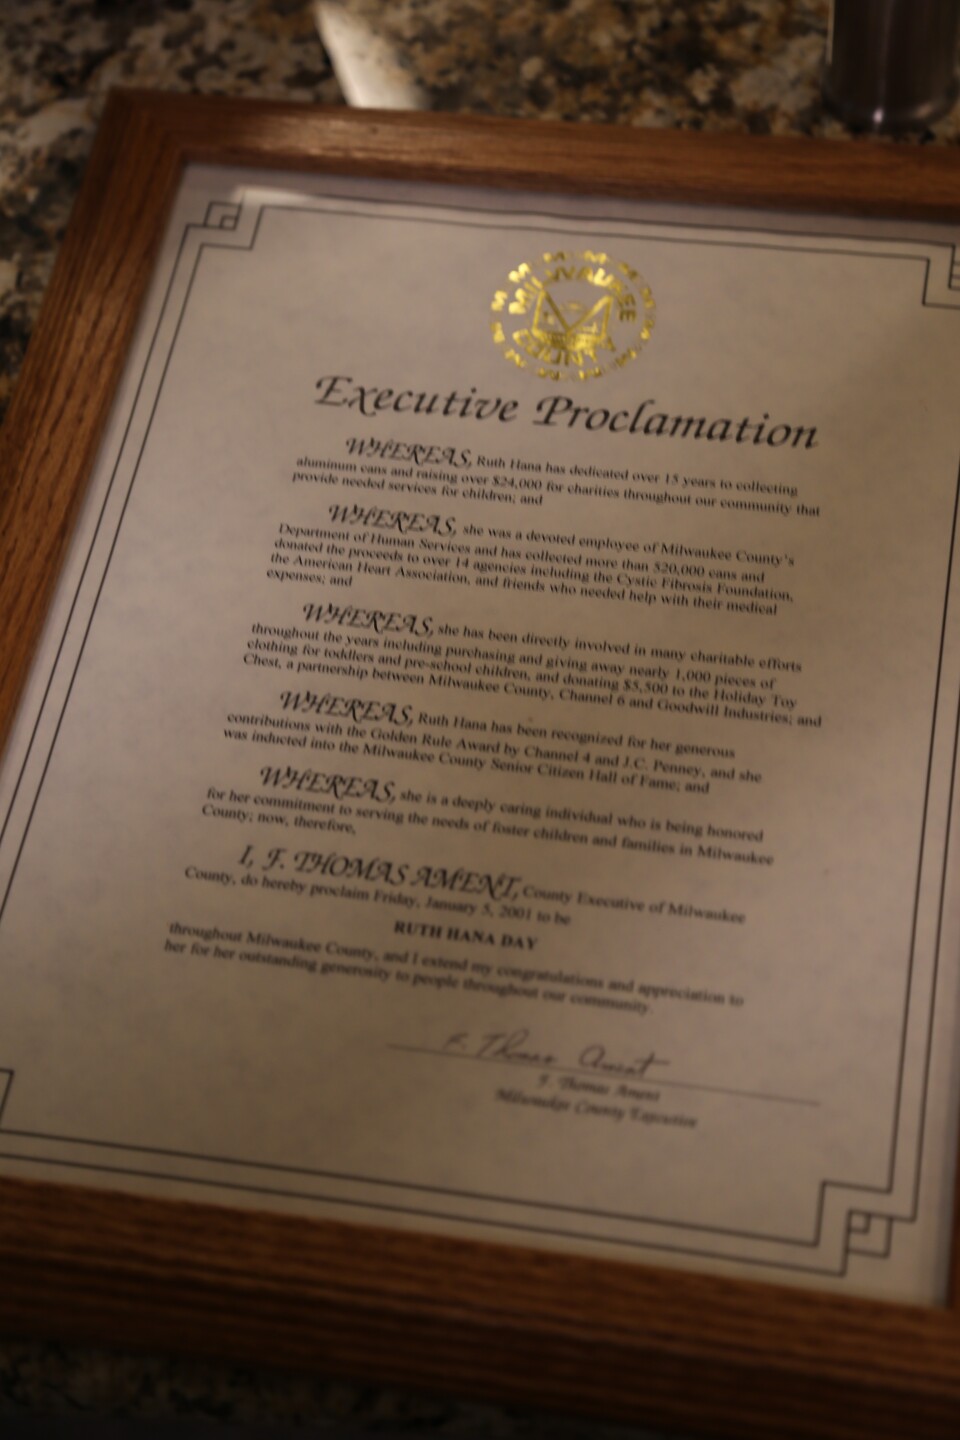 MILWAUKEE
COUNTY
Executive Proclamation
WHEREAS, Ruth Hana has dedicated over 15 years to collecting
aluminum cans and raising over $24,000 for charities throughout our community that
provide needed services for children; and
WHEREAS, she was a devoted employee of Milwaukee County's
Department of Human Services and has collected more than 520,000 cans and
donated the proceeds to over 14 agencies including the Cystic Fibrosis Foundation,
the American Heart Association, and friends who needed help with their medical
expenses; and
WHEREAS, she has been directly involved in many charitable efforts
throughout the years including purchasing and giving away nearly 1,000 pieces of
clothing for toddlers and pre-school children, and donating $5,500 to the Holiday Toy
Chest, a partnership between Milwaukee County, Channel 6 and Goodwill Industries; and
WHEREAS, Ruth Hana has been recognized for her generous
contributions with the Golden Rule Award by Channel 4 and J.C. Penney, and she
was inducted into the Milwaukee County Senior Citizen Hall of Fame; and
WHEREAS, she is a deeply caring individual who is being honored
for her commitment to serving the needs of foster children and families in Milwaukee
County; now, therefore,
I, F. THOMAS AMENT, County Executive of Milwaukee
County, do hereby proclaim Friday, January 5, 2001 to be
RUTH HANA DAY
throughout Milwaukee County, and I extend my congratulations and appreciation to
her for her outstanding generosity to people throughout our community.
F. Thomas Ament
F. Thomas Ament
Milwaukee County Executive